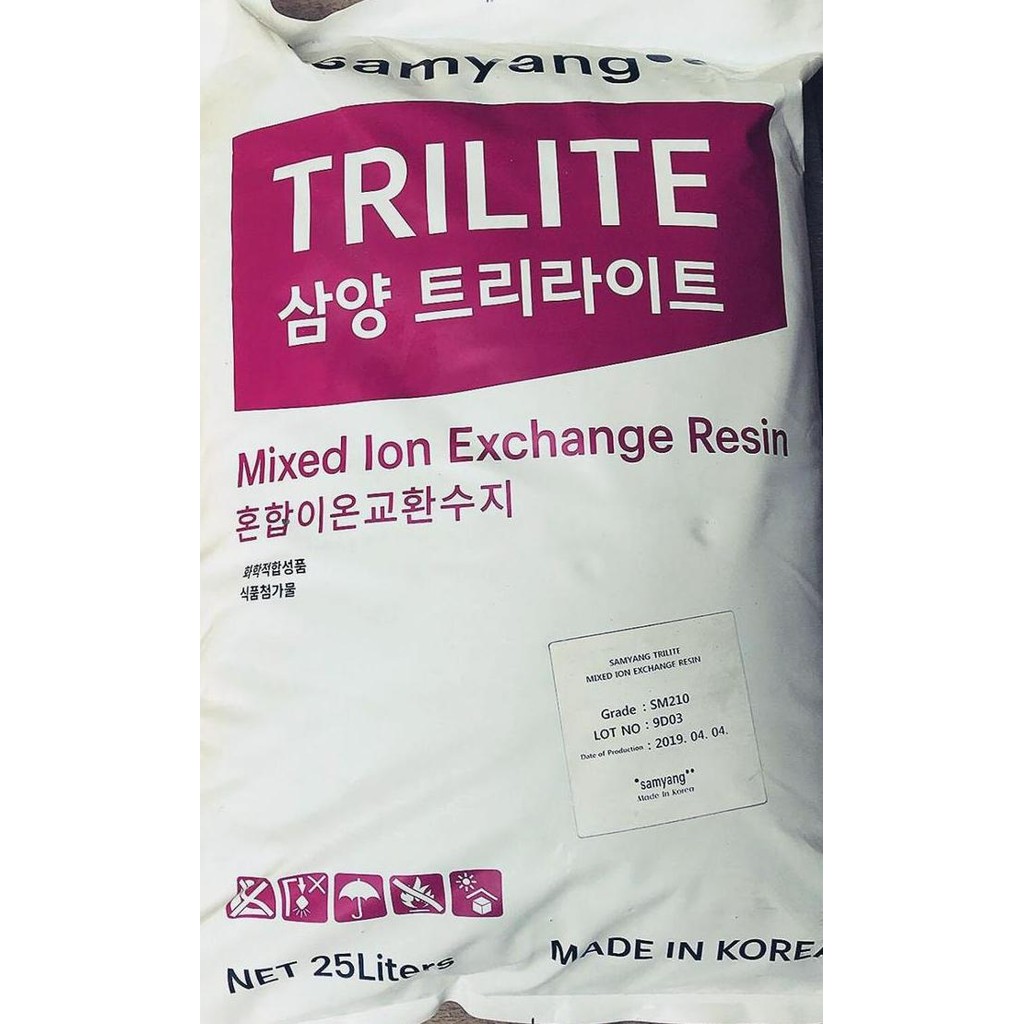 samyang
TRILITE
삼양 트리라이트
Mixed Ion Exchange Resin
혼합이온교환수지
화학적합성품
식품첨가물
SAMYANG TRILITE
MIXED ION EXCHANGE RESIN
Grade : SM210
LOT NO : 9D03
Date of Production : 2019. 04. 04.
samyang
Made In Korea
NET 25Liters
MADE IN KOREA